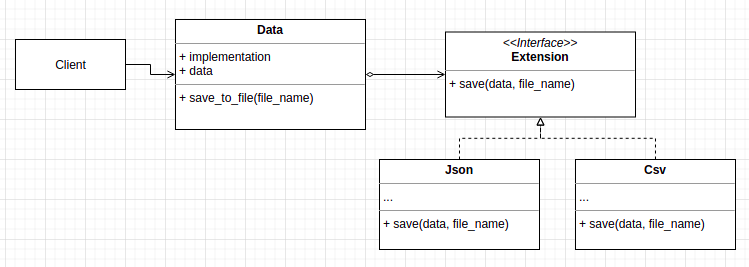 Client
Data
+ implementation
+ data
+ save_to_file(file_name)
<<Interface>>
Extension
+ save(data, file_name)
Json
...
+ save(data, file_name)
Csv
...
+ save(data, file_name)